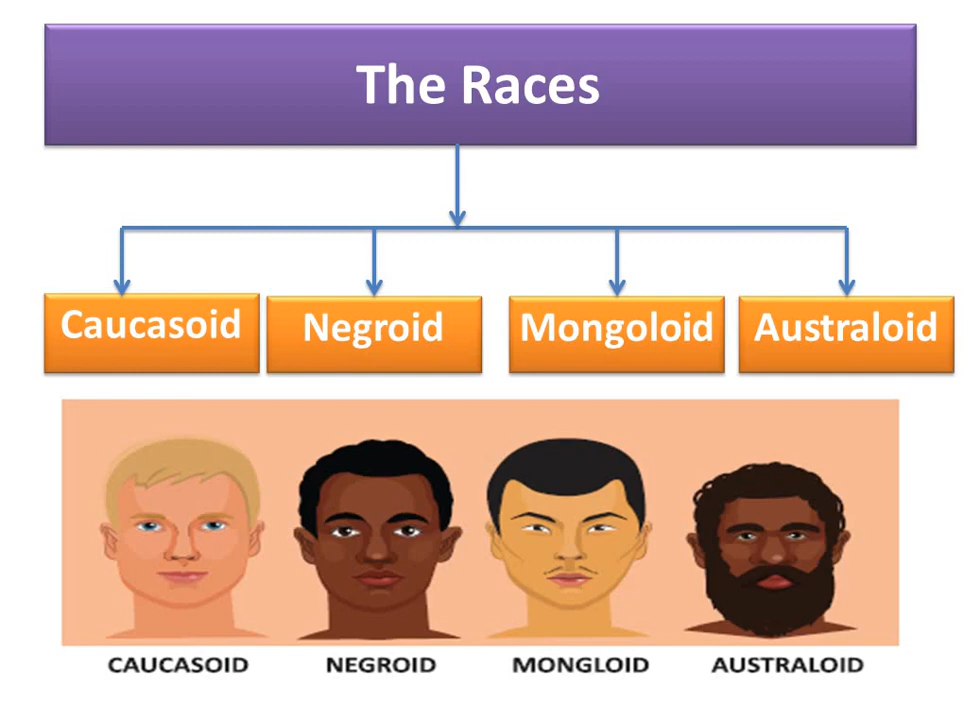 The Races
Caucasoid
Negroid
Mongoloid
Australoid
CAUCASOID
NEGROID
MONGLOID
AUSTRALOID